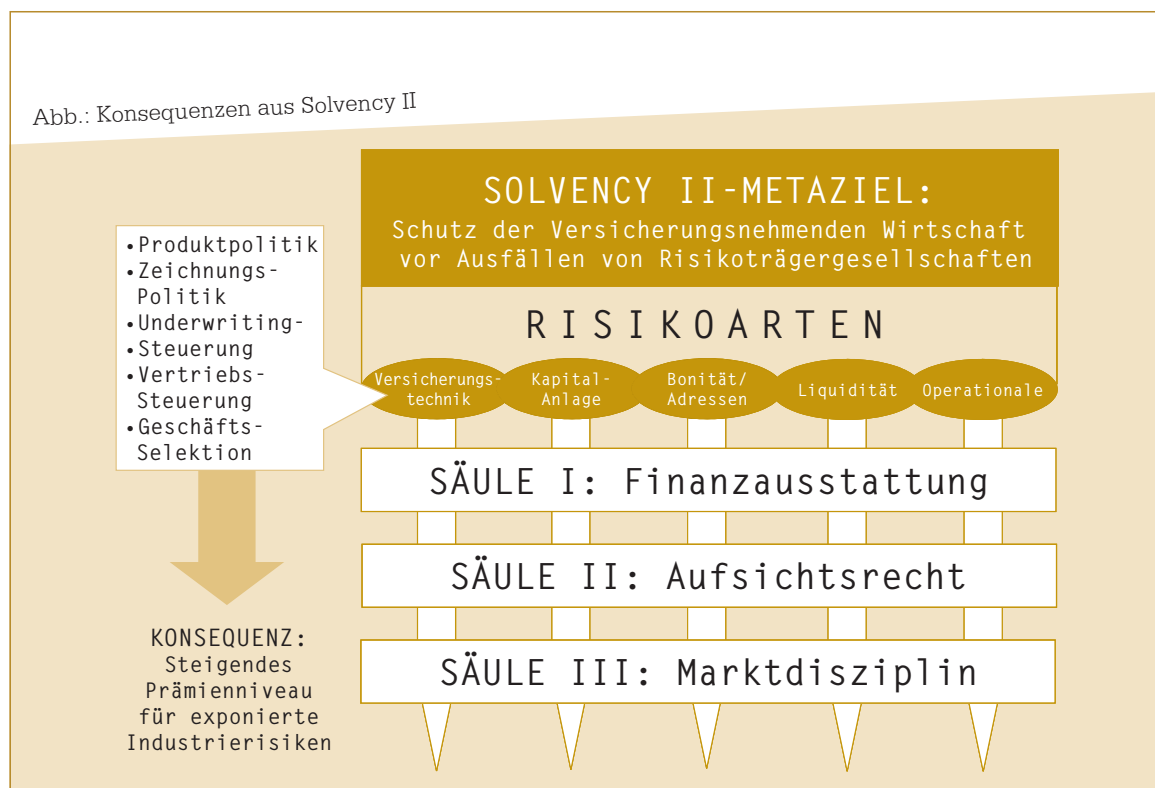 Abb.: Konsequenzen aus Solvency II
SOLVENCY II-METAZIEL:
Schutz der Versicherungsnehmenden Wirtschaft
vor Ausfällen von Risikoträgergesellschaften
•Produktpolitik
•Zeichnungs-
Politik
•Underwriting-
•Steuerung
•Vertriebs-
Steuerung
•Geschäfts-
Selektion
RISIKOARTEN
Versicherungs-
technik
Kapital-
Anlage
Bonität/
Adressen
Liquidität
Operationale
SÄULE I: Finanzausstattung
SÄULE II: Aufsichtsrecht
SÄULE III: Marktdisziplin
KONSEQUENZ:
Steigendes
Prämienniveau
für exponierte
Industrierisiken